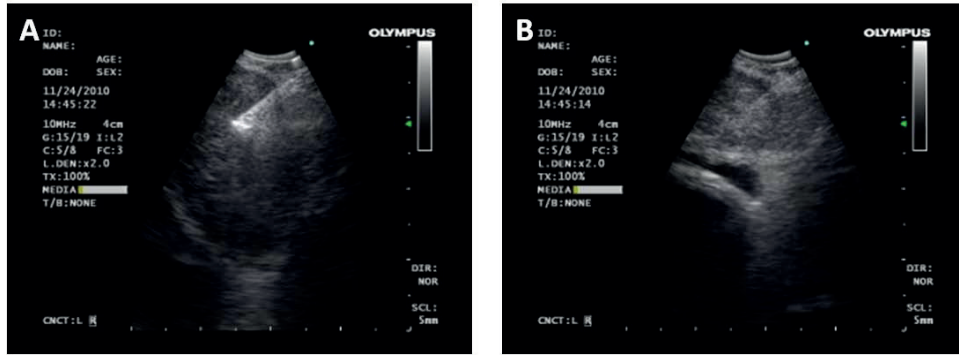 A
ID:
OLYMPUS
NAME:
AGE:
DOB: SEX:
11/24/2010
14:45:22
10MHz 4cm
G:15/19 I:L2
C:5/8 FC:3
L.DEN:x2.0
TX:100%
MEDIA
T/B:NONE
DIR:
NOR
SCL:
CNCT:L R 5mm
B
ID:
OLYMPUS
NAME:
AGE:
DOB: SEX:
11/24/2010
14:45:14
10MHz 4cm
G:15/19 I:L2
C:5/8 FC:3
L.DEN:x2.0
TX:100%
MEDIA
T/B:NONE
DIR:
NOR
SCL:
CNCT:L R 5mm